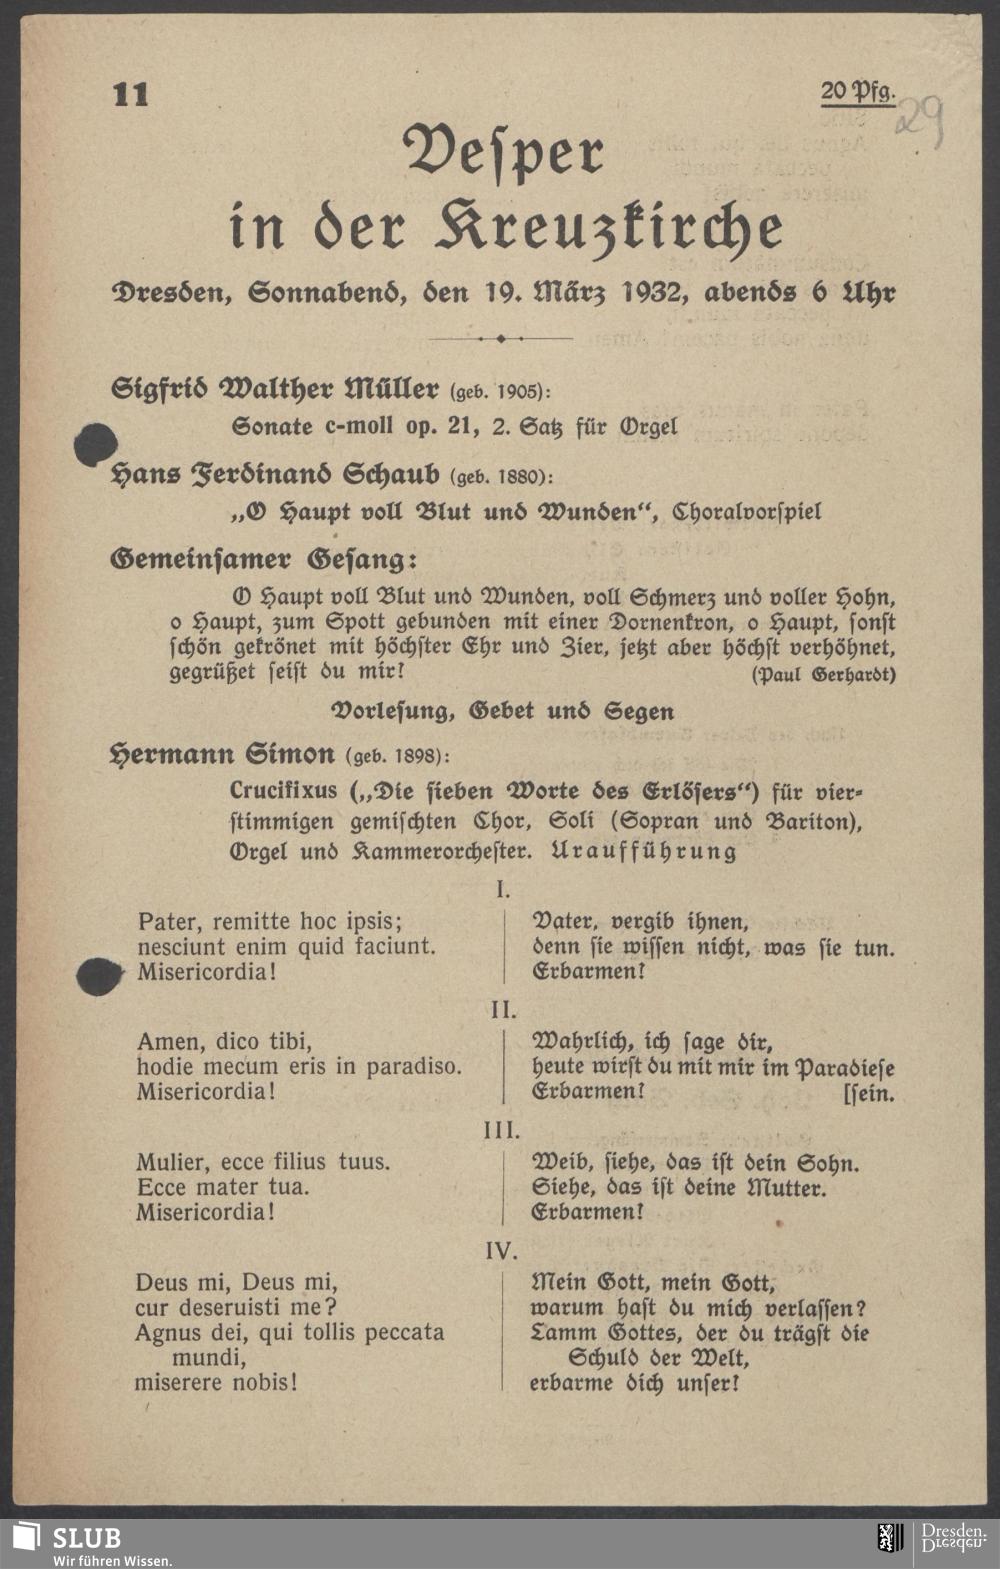 11
20 Pfg.
29
Vesper
in der Kreuzkirche
Dresden, Sonnabend, den 19. März 1932, abends 6 Uhr
Sigfrid Walther Müller (geb. 1905):
Sonate c-moll op. 21, 2. Satz für Orgel
Hans Ferdinand Schaub (geb. 1880):
„O Haupt voll Blut und Wunden“, Choralvorspiel
Gemeinsamer Gesang:
O Haupt voll Blut und Wunden, voll Schmerz und voller Hohn,
o Haupt, zum Spott gebunden mit einer Dornenkron, o Haupt, sonst
schön gekrönet mit höchster Ehr und Zier, jetzt aber höchst verhöhnet,
gegrüßet seist du mir! (Paul Gerhardt)
Vorlesung, Gebet und Segen
Hermann Simon (geb. 1898):
Crucifixus („Die sieben Worte des Erlösers“) für vier-
stimmigen gemischten Chor, Soli (Sopran und Bariton),
Orgel und Kammerorchester. Uraufführung
I.
Pater, remitte hoc ipsis;
nesciunt enim quid faciunt.
Misericordia!
Vater, vergib ihnen,
denn sie wissen nicht, was sie tun.
Erbarmen!
II.
Amen, dico tibi,
hodie mecum eris in paradiso.
Misericordia!
Wahrlich, ich sage dir,
heute wirst du mit mir im Paradiese
Erbarmen! [sein.
III.
Mulier, ecce filius tuus.
Ecce mater tua.
Misericordia!
Weib, siehe, das ist dein Sohn.
Siehe, das ist deine Mutter.
Erbarmen!
IV.
Deus mi, Deus mi,
cur deseruisti me?
Agnus dei, qui tollis peccata
mundi,
miserere nobis!
Mein Gott, mein Gott,
warum hast du mich verlassen?
Lamm Gottes, der du trägst die
Schuld der Welt,
erbarme dich unser!
SLUB
Wir führen Wissen.
Dresden.
Dresden.